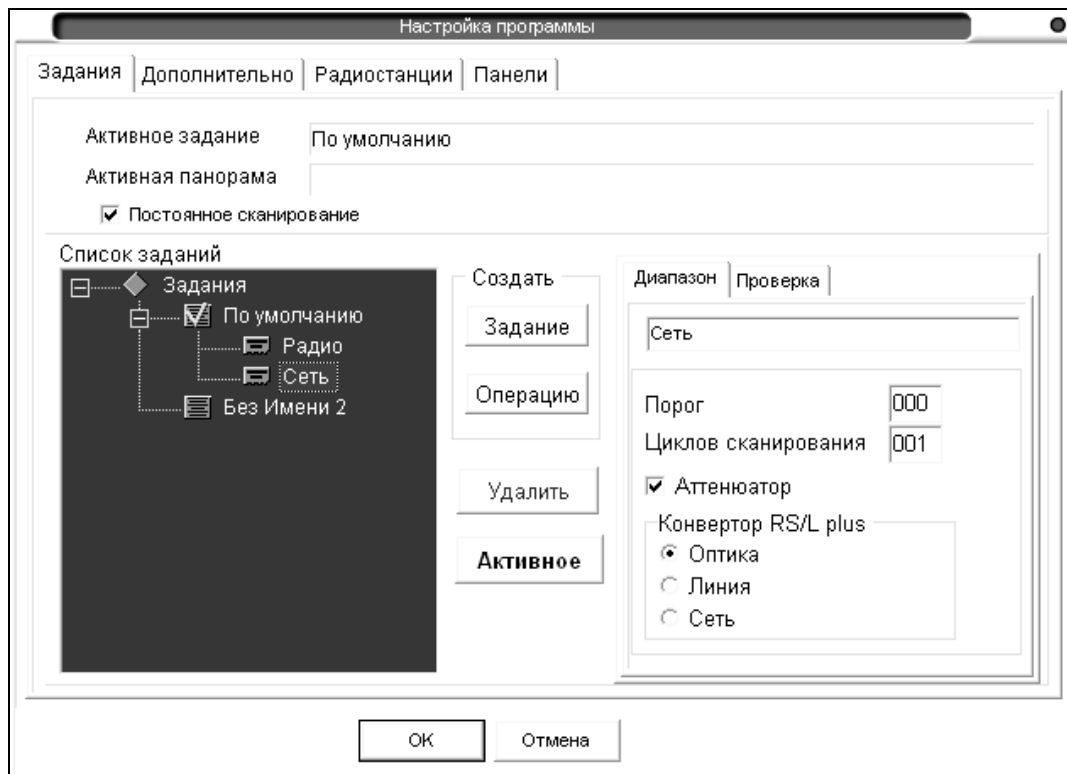 Настройка программы
Задания Дополнительно Радиостанции Панели
Активное задание По умолчанию
Активная панорама
Постоянное сканирование
Список заданий
Задания
По умолчанию
Радио
Сеть
Без Имени 2
Создать
Задание
Операцию
Удалить
Активное
Диапазон Проверка
Сеть
Порог 000
Циклов сканирования 001
Аттенюатор
Конвертор RS/L plus
Оптика
Линия
Сеть
OK Отмена